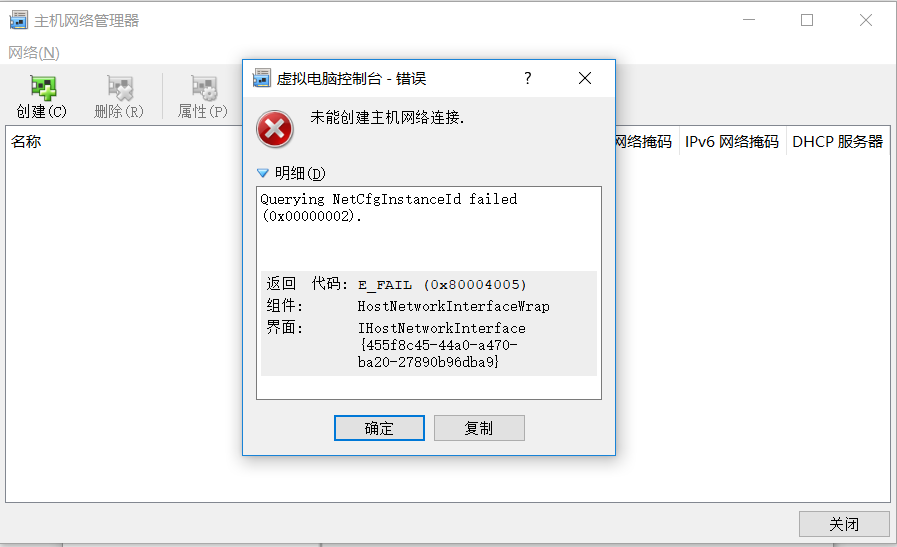 主机网络管理器
网络(N)
创建(C) 删除(R) 属性(P)
名称 网络掩码 IPv6 网络掩码 DHCP 服务器
虚拟电脑控制台 - 错误
未能创建主机网络连接.
明细(D)
Querying NetCfgInstanceId failed
(0x00000002).
返回 代码: E_FAIL (0x80004005)
组件: HostNetworkInterfaceWrap
界面: IHostNetworkInterface
{455f8c45-44a0-a470-
ba20-27890b96dba9}
确定 复制
关闭